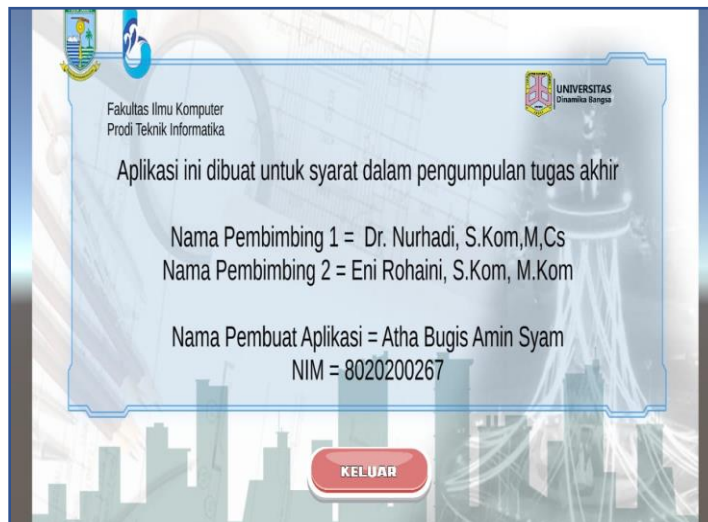 UNIVERSITAS
Dinamika Bangsa
Fakultas Ilmu Komputer
Prodi Teknik Informatika
Aplikasi ini dibuat untuk syarat dalam pengumpulan tugas akhir
Nama Pembimbing 1 = Dr. Nurhadi, S.Kom,M,Cs
Nama Pembimbing 2 = Eni Rohaini, S.Kom, M.Kom
Nama Pembuat Aplikasi = Atha Bugis Amin Syam
NIM = 8020200267
KELUAR